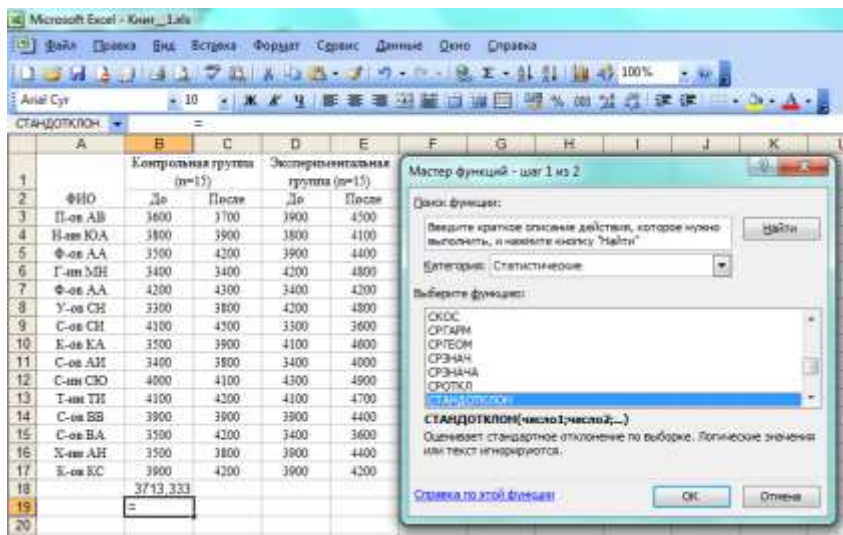 Microsoft Excel - Книг__1.xls
Файл Правка Вид Вставка Формат Сервис Данные Окно Справка
100%
Arial Cyr 10 Ж К Ч
СТАНДОТКЛОН =
A B C D E F G H I J K
1 Контрольная группа (n=15) Экспериментальная группа (n=15)
2 ФИО До После До После
3 П-ов АВ 3600 3700 3900 4500
4 Н-ин ЮА 3800 3900 3800 4100
5 Ф-ов АА 3500 4200 3900 4400
6 Г-ин МН 3400 3400 4200 4800
7 Ф-ов АА 4200 4300 3400 4200
8 У-ов СН 3300 3800 4200 4800
9 С-ов СН 4100 4500 3300 3600
10 Е-ов КА 3500 3900 4100 4600
11 С-ов АИ 3400 3800 3400 4000
12 С-ин СЮ 4000 4100 4300 4900
13 Т-ин ТН 4100 4200 4100 4700
14 С-ов ВВ 3900 3900 3900 4400
15 С-ов ВА 3500 4200 3400 3600
16 Х-ин АН 3500 3800 3900 4400
17 К-ов КС 3900 4200 3900 4200
18 3713,333
19 =
20
Мастер функций - шаг 1 из 2
Поиск функции:
Введите краткое описание действия, которое нужно
выполнить, и нажмите кнопку "Найти"
Найти
Категория: Статистические
Выберите функцию:
СКОС
СРГАРМ
СРГЕОМ
СРЗНАЧ
СРЗНАЧА
СРОТКЛ
СТАНДОТКЛОН
СТАНДОТКЛОН(число1;число2;...)
Оценивает стандартное отклонение по выборке. Логические значения
или текст игнорируются.
Справка по этой функции
ОК
Отмена